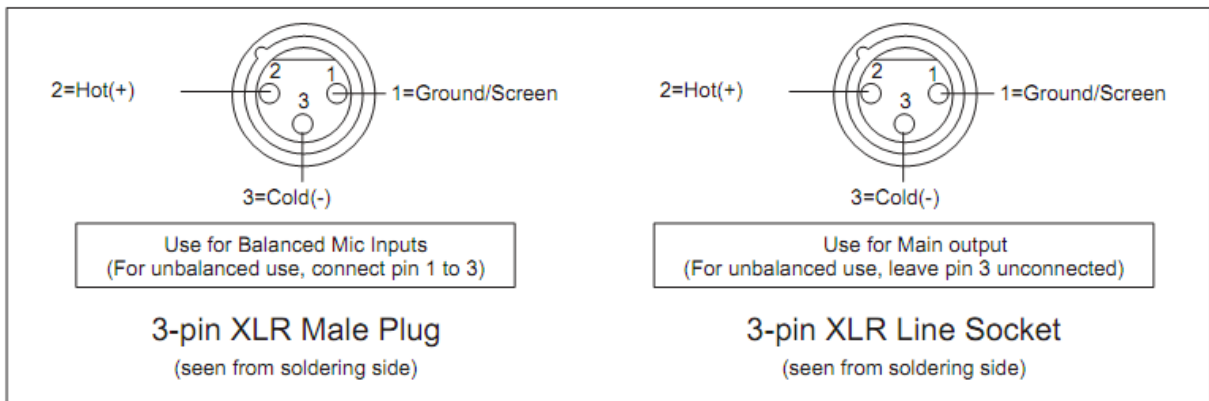 2 1
2=Hot(+) 1=Ground/Screen
3
3=Cold(-)
Use for Balanced Mic Inputs
(For unbalanced use, connect pin 1 to 3)
3-pin XLR Male Plug
(seen from soldering side)
2 1
2=Hot(+) 1=Ground/Screen
3
3=Cold(-)
Use for Main output
(For unbalanced use, leave pin 3 unconnected)
3-pin XLR Line Socket
(seen from soldering side)